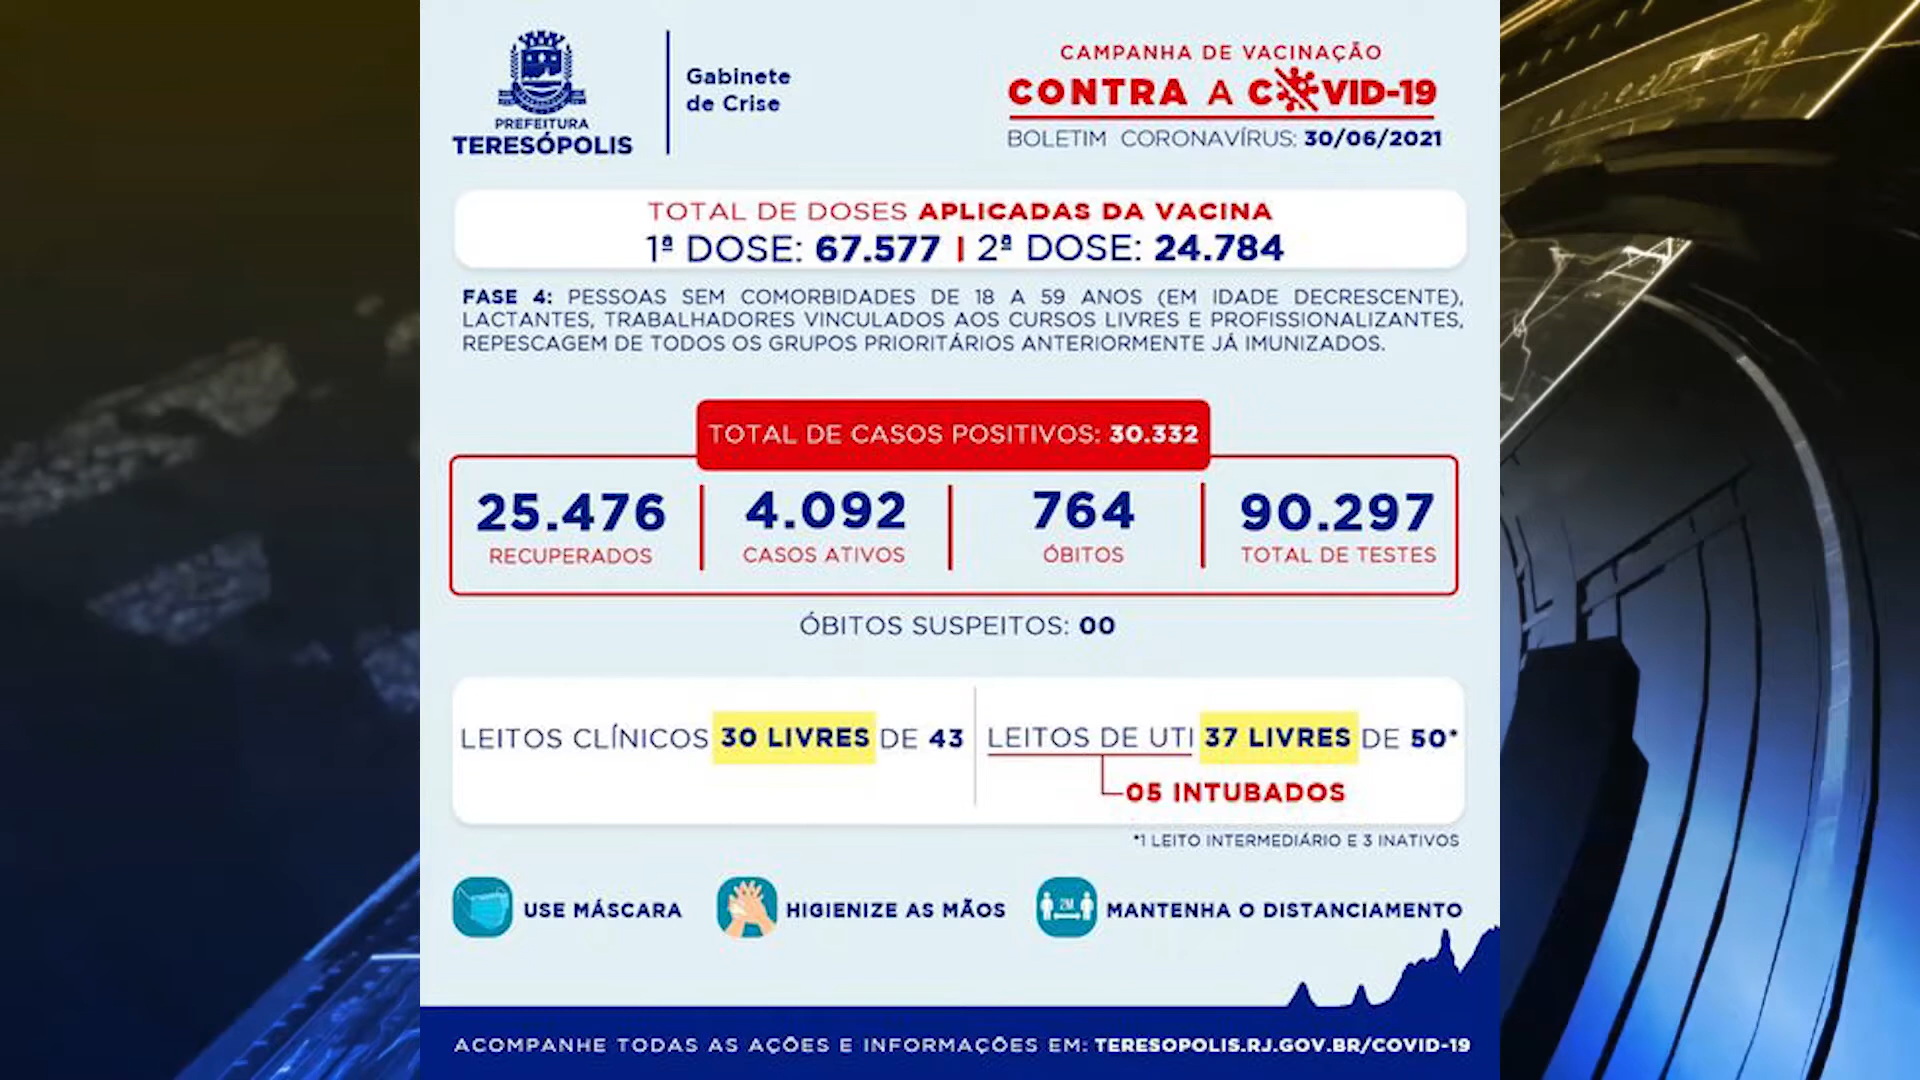 PREFEITURA
TERESÓPOLIS
Gabinete
de Crise
CAMPANHA DE VACINAÇÃO
CONTRA A COVID-19
BOLETIM CORONAVÍRUS: 30/06/2021
TOTAL DE DOSES APLICADAS DA VACINA
1ª DOSE: 67.577 | 2ª DOSE: 24.784
FASE 4: PESSOAS SEM COMORBIDADES DE 18 A 59 ANOS (EM IDADE DECRESCENTE),
LACTANTES, TRABALHADORES VINCULADOS AOS CURSOS LIVRES E PROFISSIONALIZANTES,
REPESCAGEM DE TODOS OS GRUPOS PRIORITÁRIOS ANTERIORMENTE JÁ IMUNIZADOS.
TOTAL DE CASOS POSITIVOS: 30.332
25.476
RECUPERADOS
4.092
CASOS ATIVOS
764
ÓBITOS
90.297
TOTAL DE TESTES
ÓBITOS SUSPEITOS: 00
LEITOS CLÍNICOS 30 LIVRES DE 43
LEITOS DE UTI 37 LIVRES DE 50*
05 INTUBADOS
*1 LEITO INTERMEDIÁRIO E 3 INATIVOS
USE MÁSCARA
HIGIENIZE AS MÃOS
2M
MANTENHA O DISTANCIAMENTO
ACOMPANHE TODAS AS AÇÕES E INFORMAÇÕES EM: TERESOPOLIS.RJ.GOV.BR/COVID-19